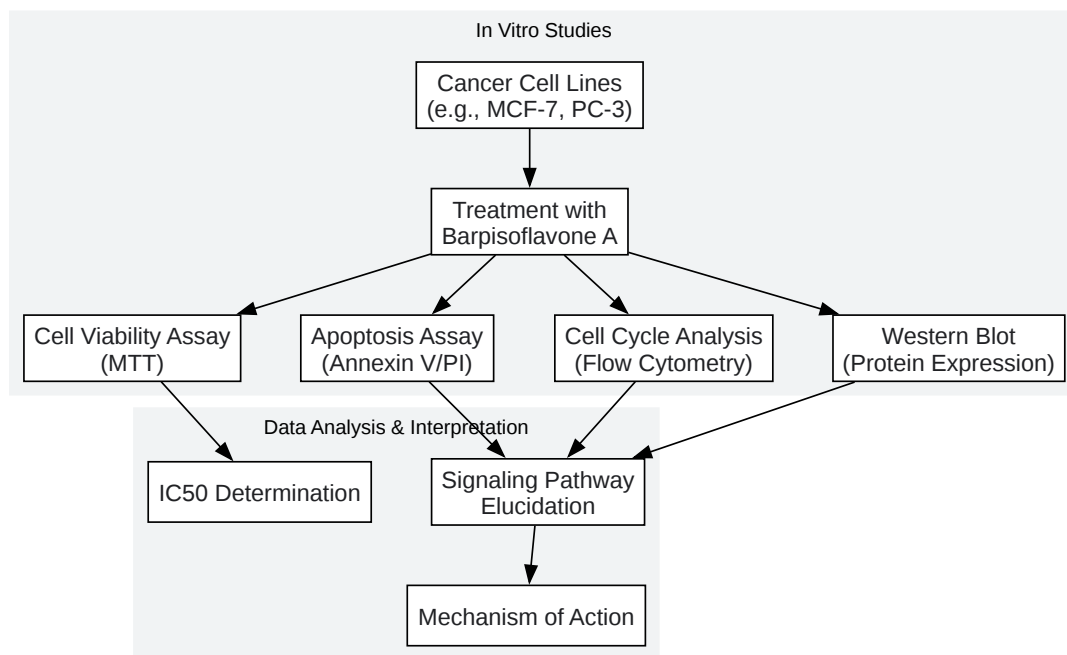 In Vitro Studies
Cancer Cell Lines
(e.g., MCF-7, PC-3)
Treatment with
Barpisoflavone A
Cell Viability Assay
(MTT)
Apoptosis Assay
(Annexin V/PI)
Cell Cycle Analysis
(Flow Cytometry)
Western Blot
(Protein Expression)
Data Analysis & Interpretation
IC50 Determination
Signaling Pathway
Elucidation
Mechanism of Action